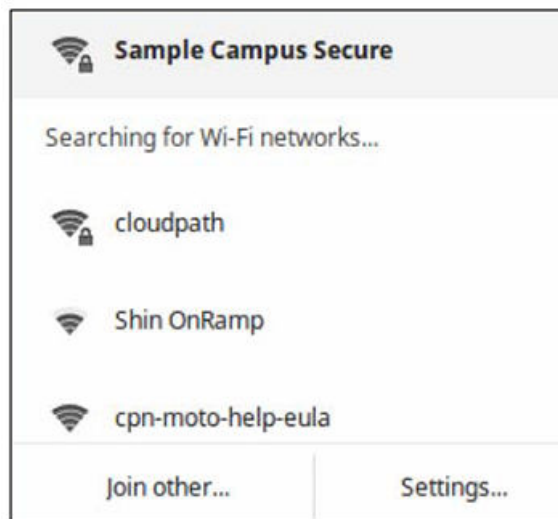 Sample Campus Secure
Searching for Wi-Fi networks...
cloudpath
Shin OnRamp
cpn-moto-help-eula
Join other... Settings...